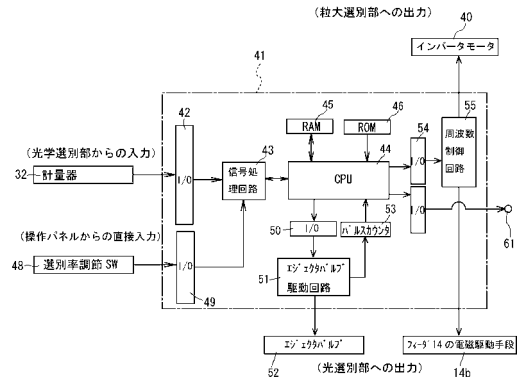 (粒大選別部への出力)
40
インバータモータ
41
42
I/O
43
信号処
理回路
45
RAM
46
ROM
44
CPU
54
I/O
55
周波数
制御
回路
(光学選別部からの入力)
32
計量器
I/O
61
53
パルスカウンタ
50
I/O
(操作パネルからの直接入力)
48
選別率調節SW
I/O
49
51
エジェクタバルブ
駆動回路
エジェクタバルブ
52
(光選別部への出力)
フィーダ14の電磁駆動手段
14b